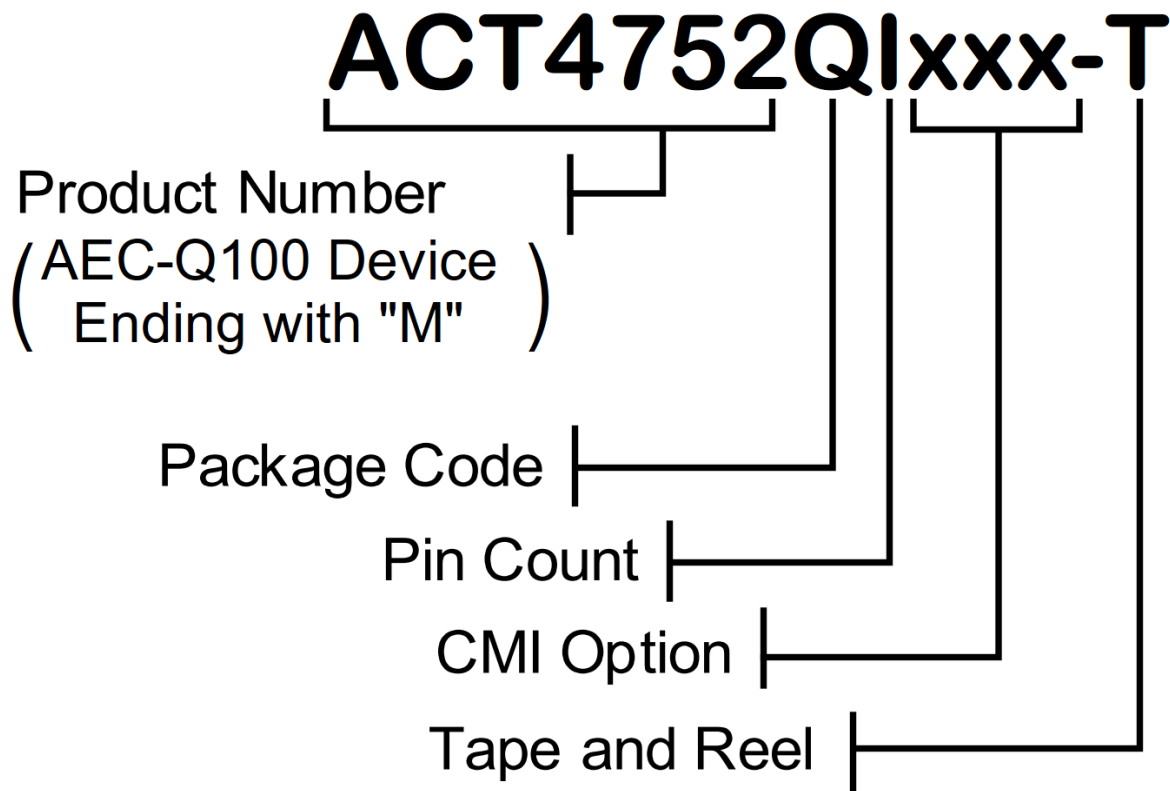 ACT4752QIxxx-T
Product Number
(AEC-Q100 Device
Ending with "M")
Package Code
Pin Count
CMI Option
Tape and Reel